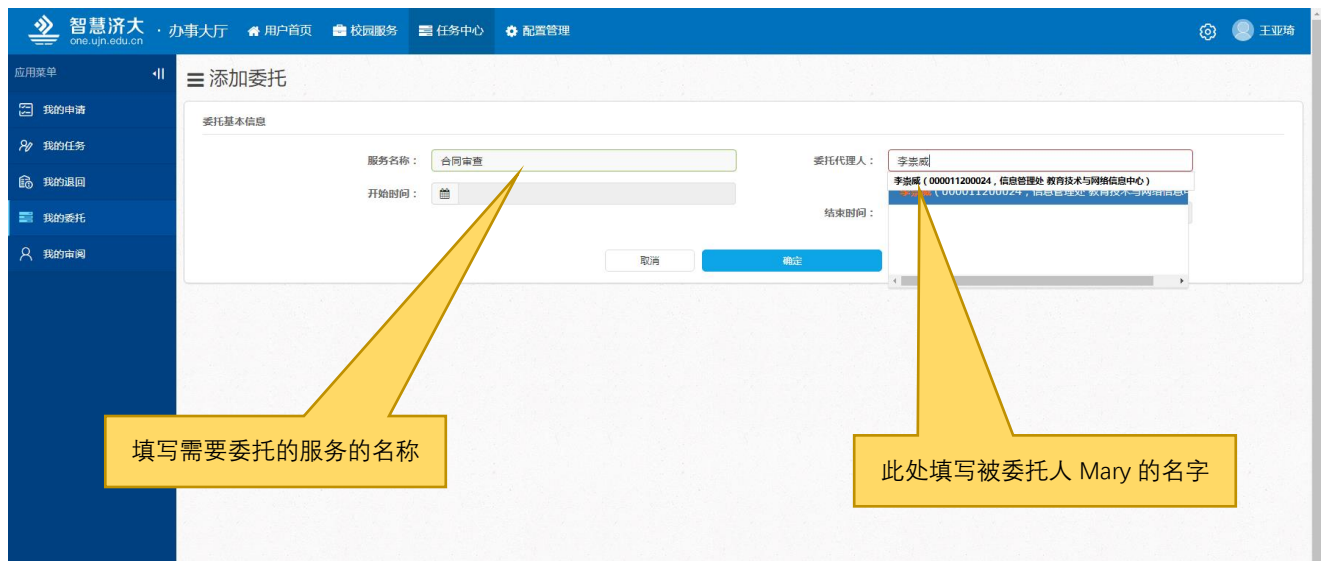 智慧济大 · 办事大厅 用户首页 校园服务 任务中心 配置管理 王亚琦
one.ujn.edu.cn
应用菜单
添加委托
我的申请
我的任务
我的退回
我的委托
我的审阅
委托基本信息
服务名称： 合同审查 委托代理人： 李崇威
李崇威（000011200024，信息管理处 教育技术与网络信息中心）
开始时间：
结束时间：
取消 确定
填写需要委托的服务的名称
此处填写被委托人 Mary 的名字